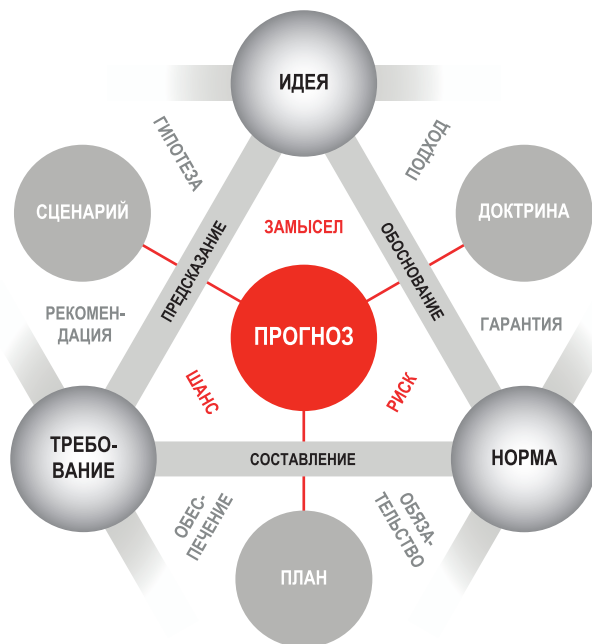 ИДЕЯ
ГИПОТЕЗА
ПОДХОД
СЦЕНАРИЙ
ДОКТРИНА
ЗАМЫСЕЛ
ПРЕДСКАЗАНИЕ
ОБОСНОВАНИЕ
РЕКОМЕН-
ДАЦИЯ
ПРОГНОЗ
ГАРАНТИЯ
ШАНС
РИСК
ТРЕБО-
ВАНИЕ
СОСТАВЛЕНИЕ
НОРМА
ОБЕС-
ПЕЧЕНИЕ
ОБЯЗА-
ТЕЛЬСТВО
ПЛАН